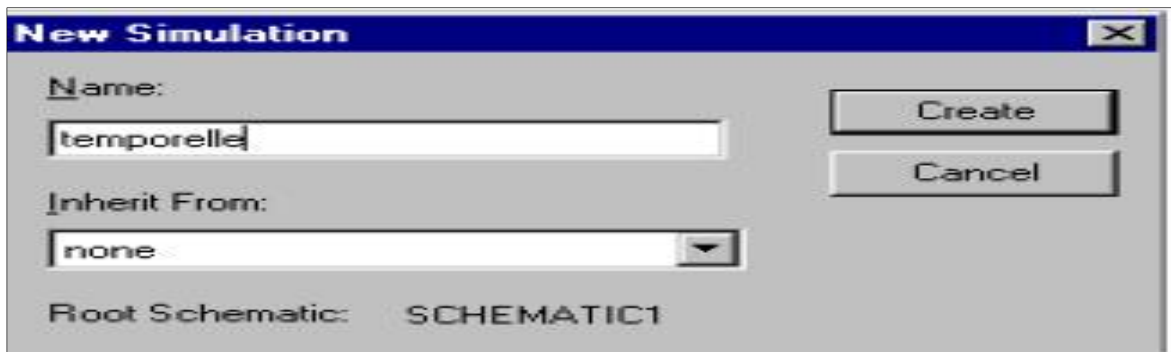 New Simulation
Name:
Create
temporelle
Cancel
Inherit From:
none
Root Schematic: SCHEMATIC1